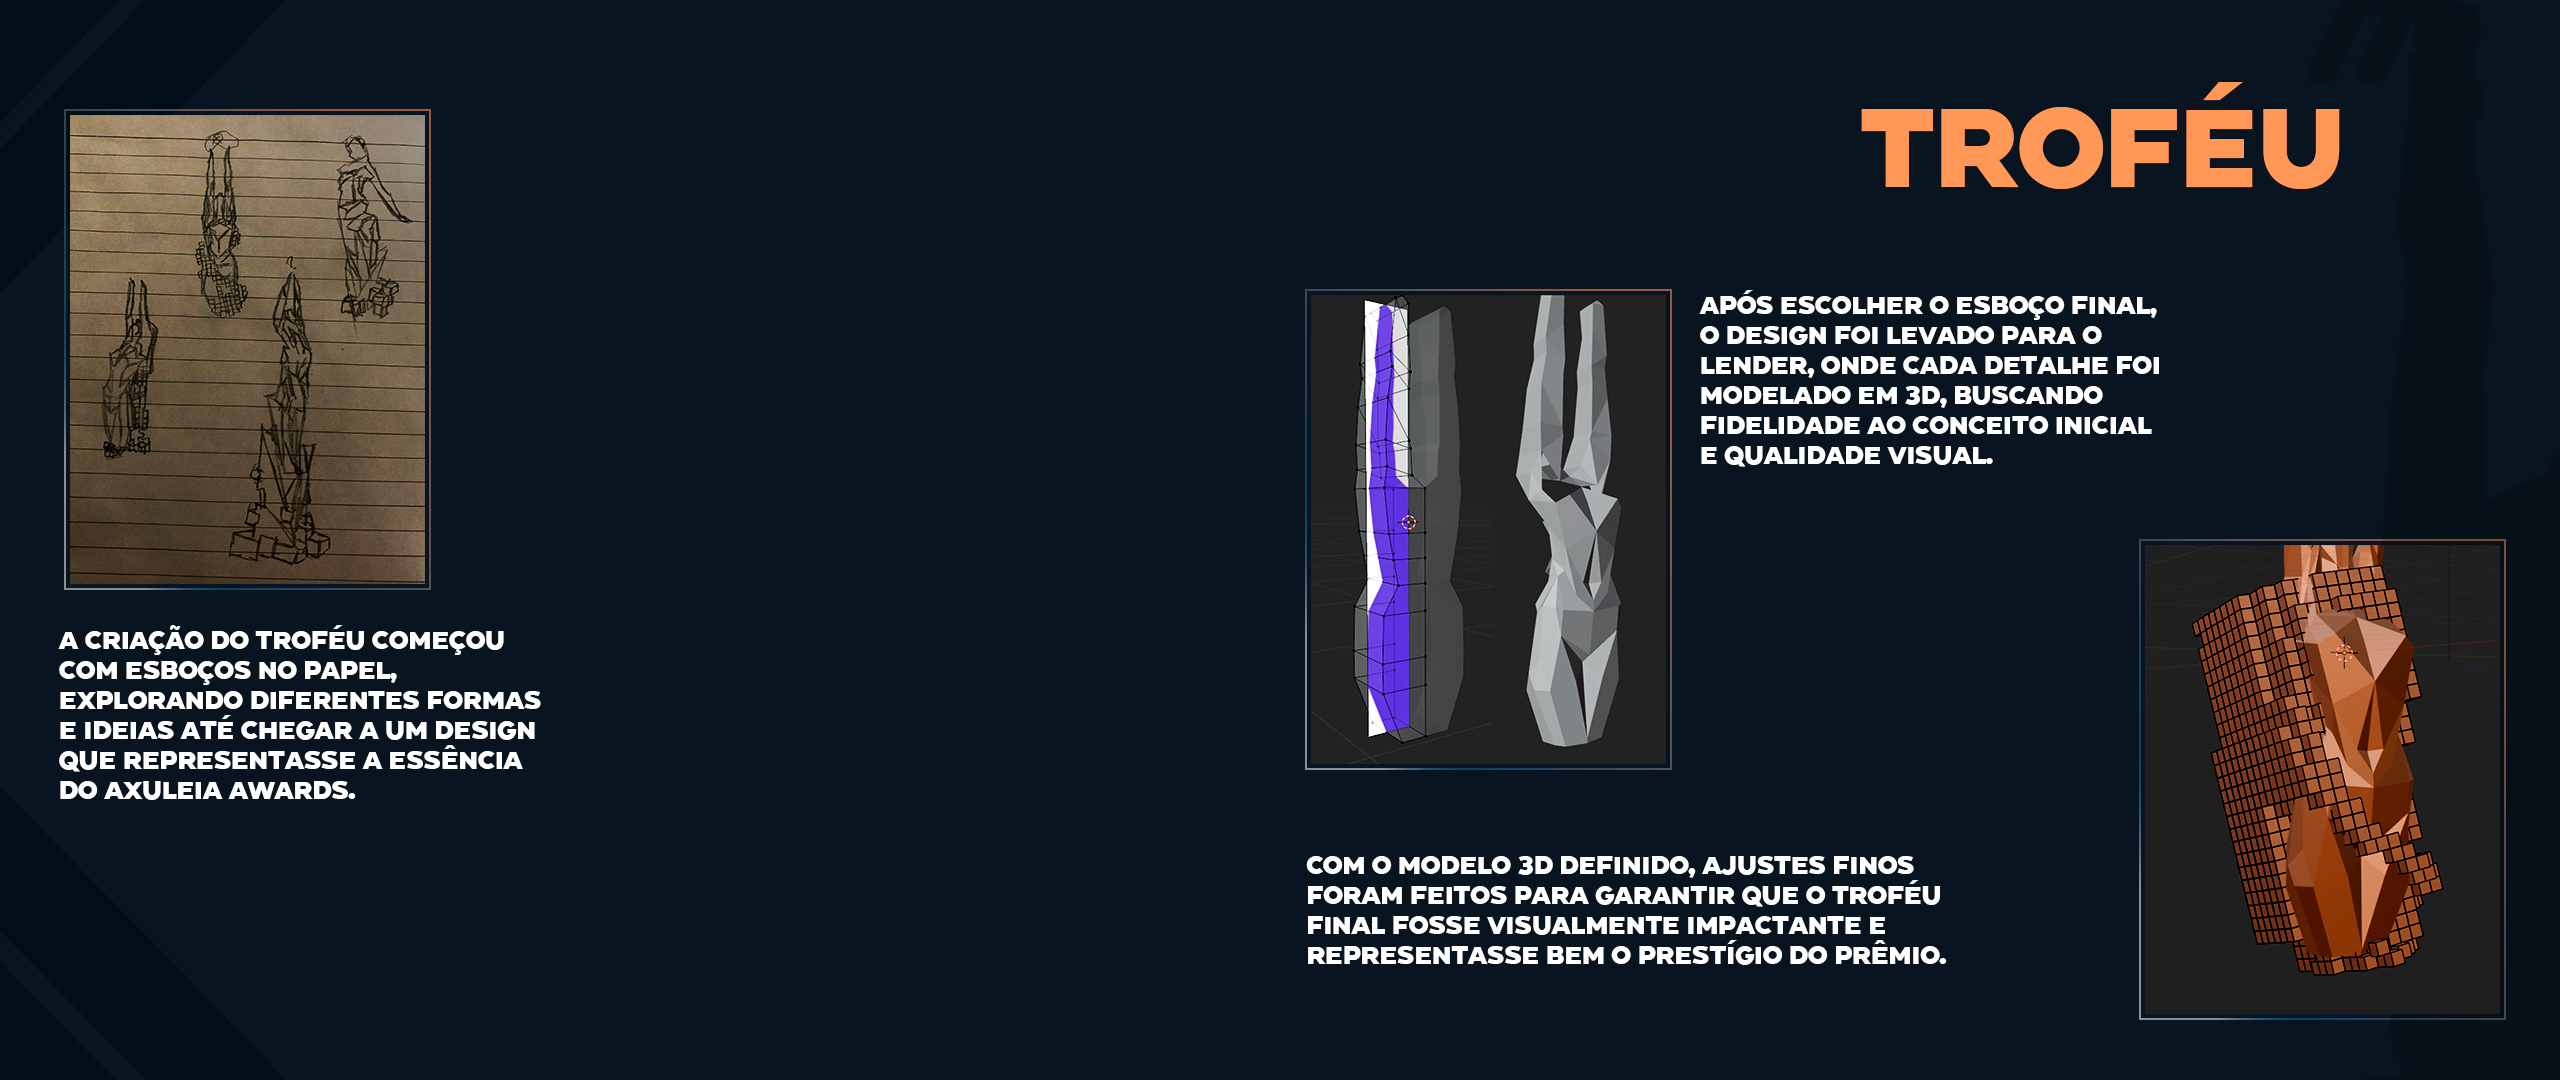 TROFÉU
A CRIAÇÃO DO TROFÉU COMEÇOU
COM ESBOÇOS NO PAPEL,
EXPLORANDO DIFERENTES FORMAS
E IDEIAS ATÉ CHEGAR A UM DESIGN
QUE REPRESENTASSE A ESSÊNCIA
DO AXULEIA AWARDS.
APÓS ESCOLHER O ESBOÇO FINAL,
O DESIGN FOI LEVADO PARA O
LENDER, ONDE CADA DETALHE FOI
MODELADO EM 3D, BUSCANDO
FIDELIDADE AO CONCEITO INICIAL
E QUALIDADE VISUAL.
COM O MODELO 3D DEFINIDO, AJUSTES FINOS
FORAM FEITOS PARA GARANTIR QUE O TROFÉU
FINAL FOSSE VISUALMENTE IMPACTANTE E
REPRESENTASSE BEM O PRESTÍGIO DO PRÊMIO.